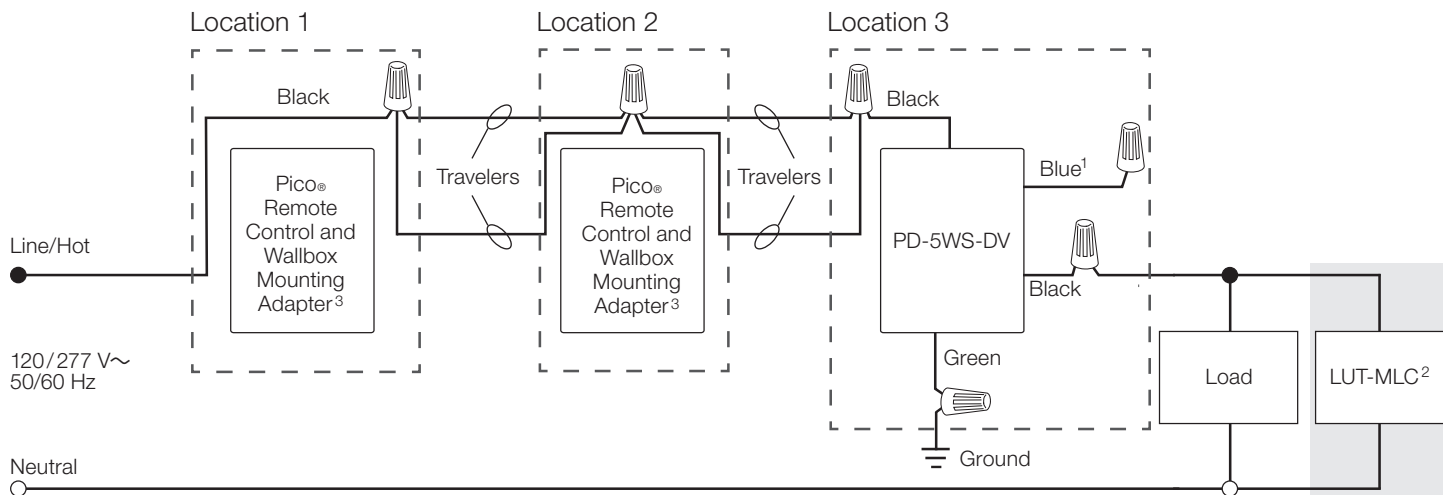 Location 1
Location 2
Location 3
Black
Black
Travelers
Travelers
Blue¹
Pico®
Remote
Control and
Wallbox
Mounting
Adapter³
Pico®
Remote
Control and
Wallbox
Mounting
Adapter³
PD-5WS-DV
Line/Hot
Black
120/277 V~
50/60 Hz
Green
Load
LUT-MLC²
Ground
Neutral